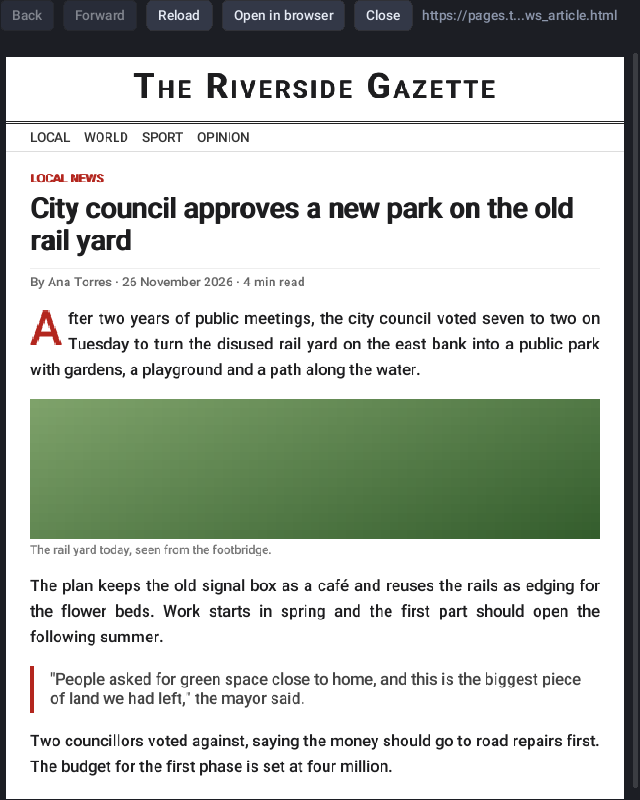 Back Forward Reload Open in browser Close https://pages.t...ws_article.html
The Riverside Gazette
LOCAL WORLD SPORT OPINION
LOCAL NEWS
City council approves a new park on the old
rail yard
By Ana Torres · 26 November 2026 · 4 min read
After two years of public meetings, the city council voted seven to two on
Tuesday to turn the disused rail yard on the east bank into a public park
with gardens, a playground and a path along the water.
The rail yard today, seen from the footbridge.
The plan keeps the old signal box as a café and reuses the rails as edging for
the flower beds. Work starts in spring and the first part should open the
following summer.
"People asked for green space close to home, and this is the biggest piece
of land we had left," the mayor said.
Two councillors voted against, saying the money should go to road repairs first.
The budget for the first phase is set at four million.